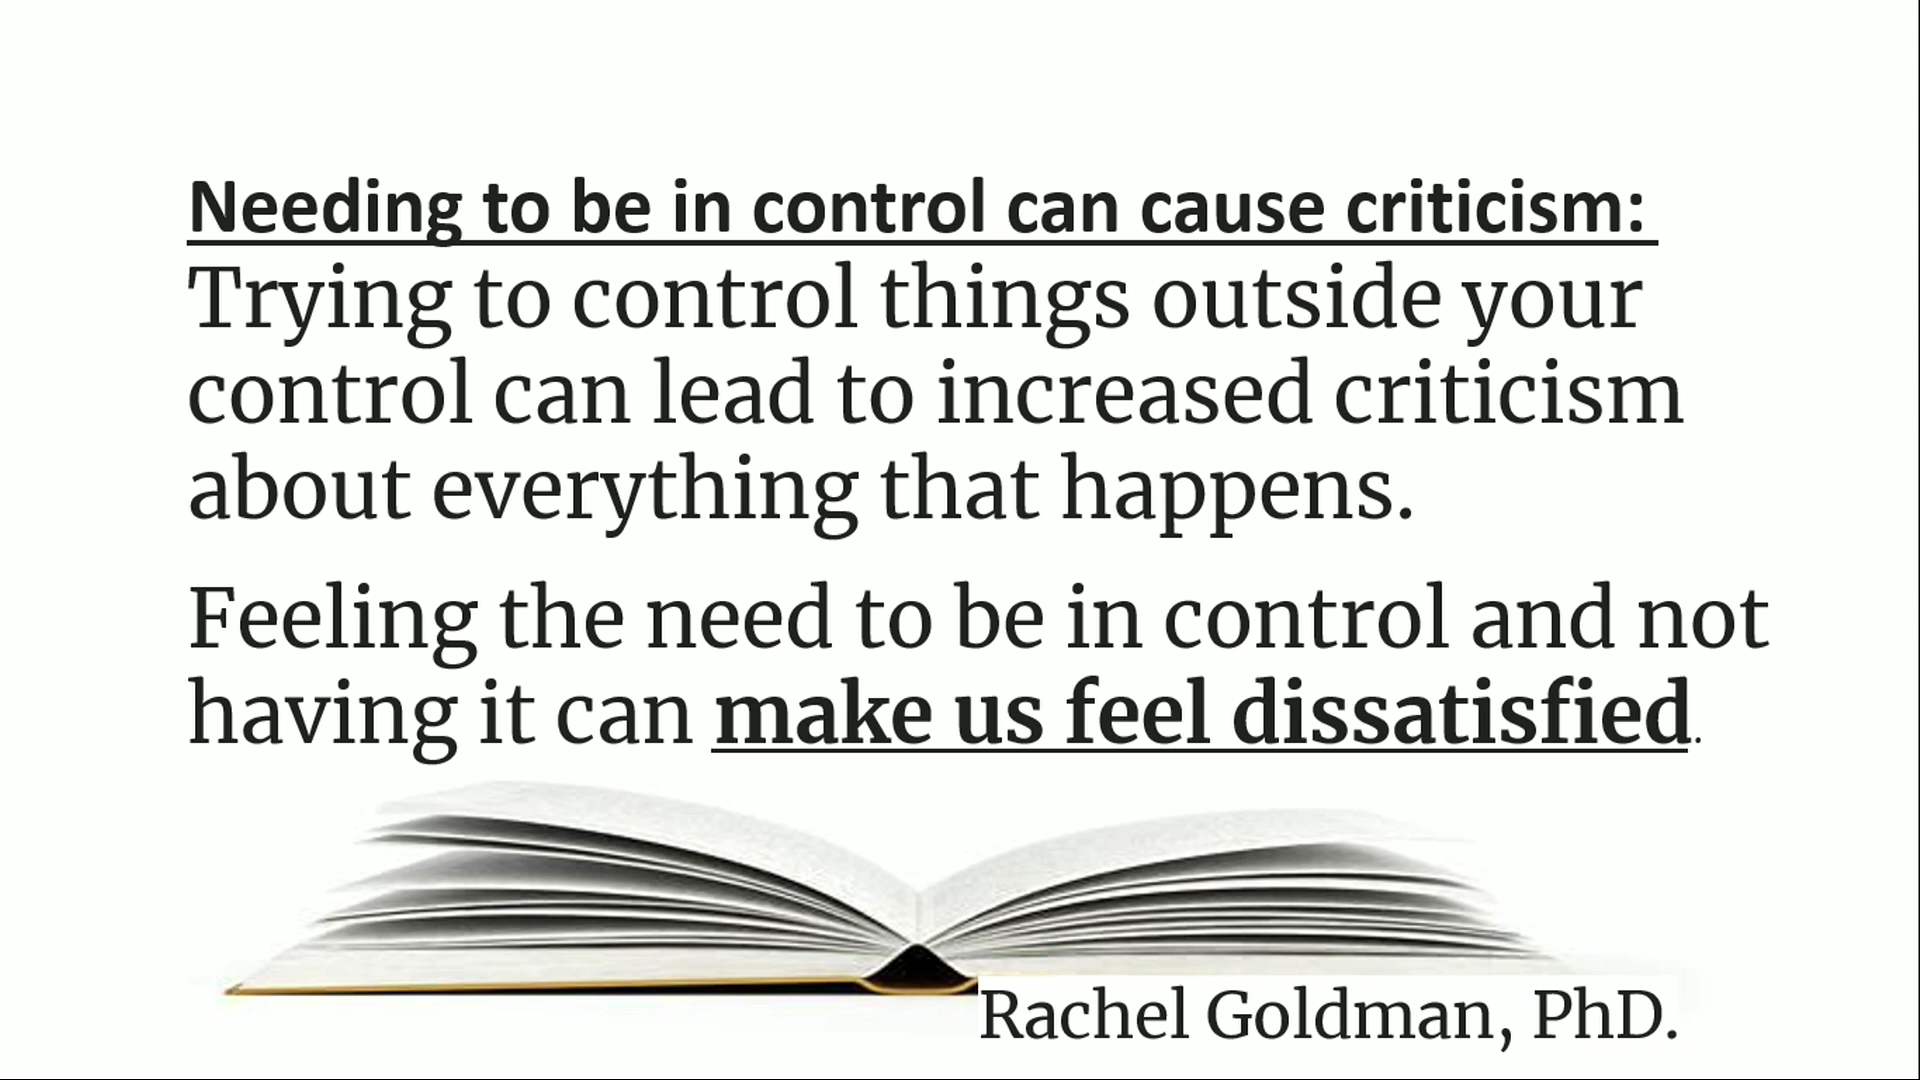 Needing to be in control can cause criticism:
Trying to control things outside your
control can lead to increased criticism
about everything that happens.
Feeling the need to be in control and not
having it can make us feel dissatisfied.
Rachel Goldman, PhD.